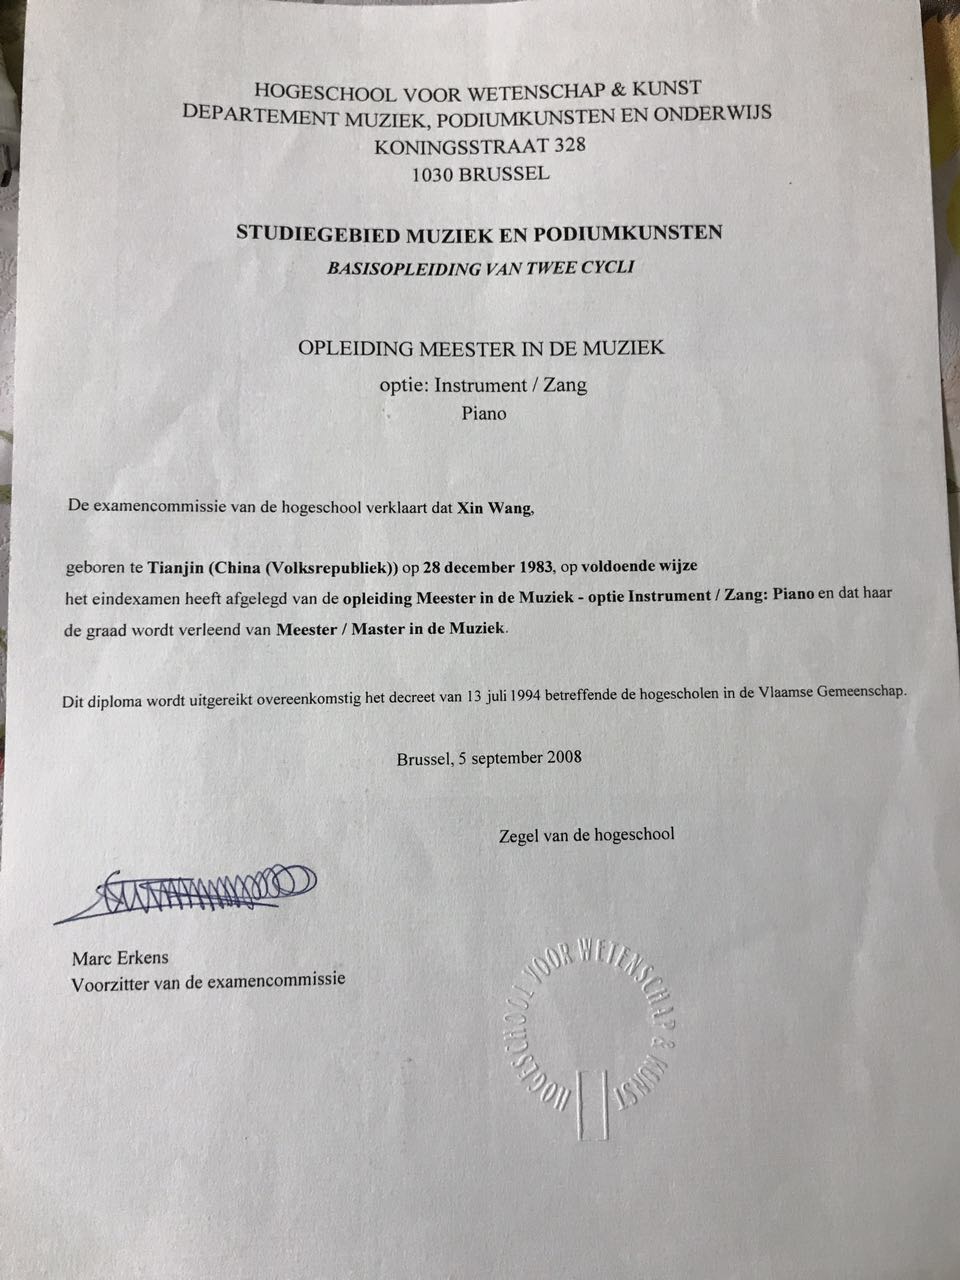 HOGESCHOOL VOOR WETENSCHAP & KUNST
DEPARTEMENT MUZIEK, PODIUMKUNSTEN EN ONDERWIJS
KONINGSSTRAAT 328
1030 BRUSSEL
STUDIEGEBIED MUZIEK EN PODIUMKUNSTEN
BASISOPLEIDING VAN TWEE CYCLI
OPLEIDING MEESTER IN DE MUZIEK
optie: Instrument / Zang
Piano
De examencommissie van de hogeschool verklaart dat Xin Wang,
geboren te Tianjin (China (Volksrepubliek)) op 28 december 1983, op voldoende wijze
het eindexamen heeft afgelegd van de opleiding Meester in de Muziek - optie Instrument / Zang: Piano en dat haar
de graad wordt verleend van Meester / Master in de Muziek.
Dit diploma wordt uitgereikt overeenkomstig het decreet van 13 juli 1994 betreffende de hogescholen in de Vlaamse Gemeenschap.
Brussel, 5 september 2008
Zegel van de hogeschool
Marc Erkens
Voorzitter van de examencommissie
HOGESCHOOL VOOR WETENSCHAP & KUNST